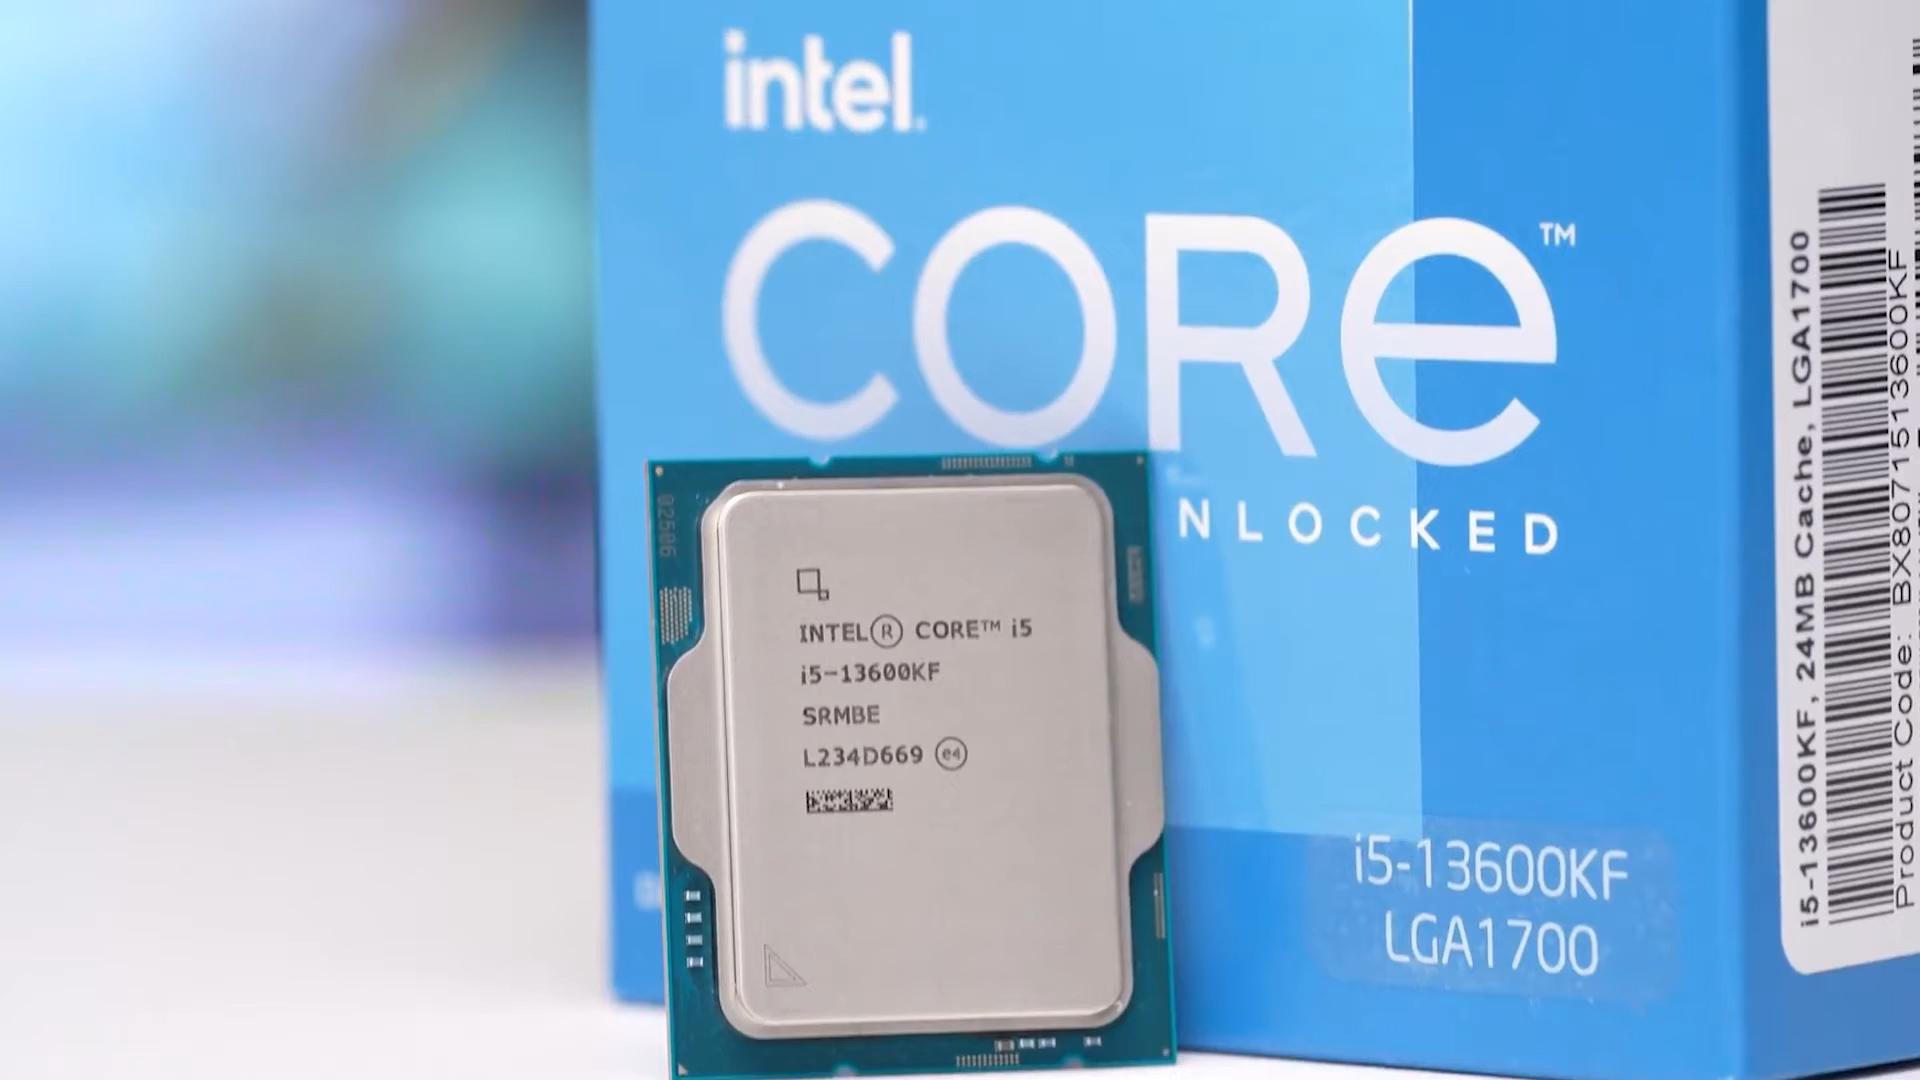 intel.
CORE™
NLOCKED
i5-13600KF
LGA1700
INTEL® CORE™ i5
i5-13600KF
SRMBE
L234D669 e4
i5-13600KF, 24MB Cache, LGA1700
Product Code: BX8071513600KF